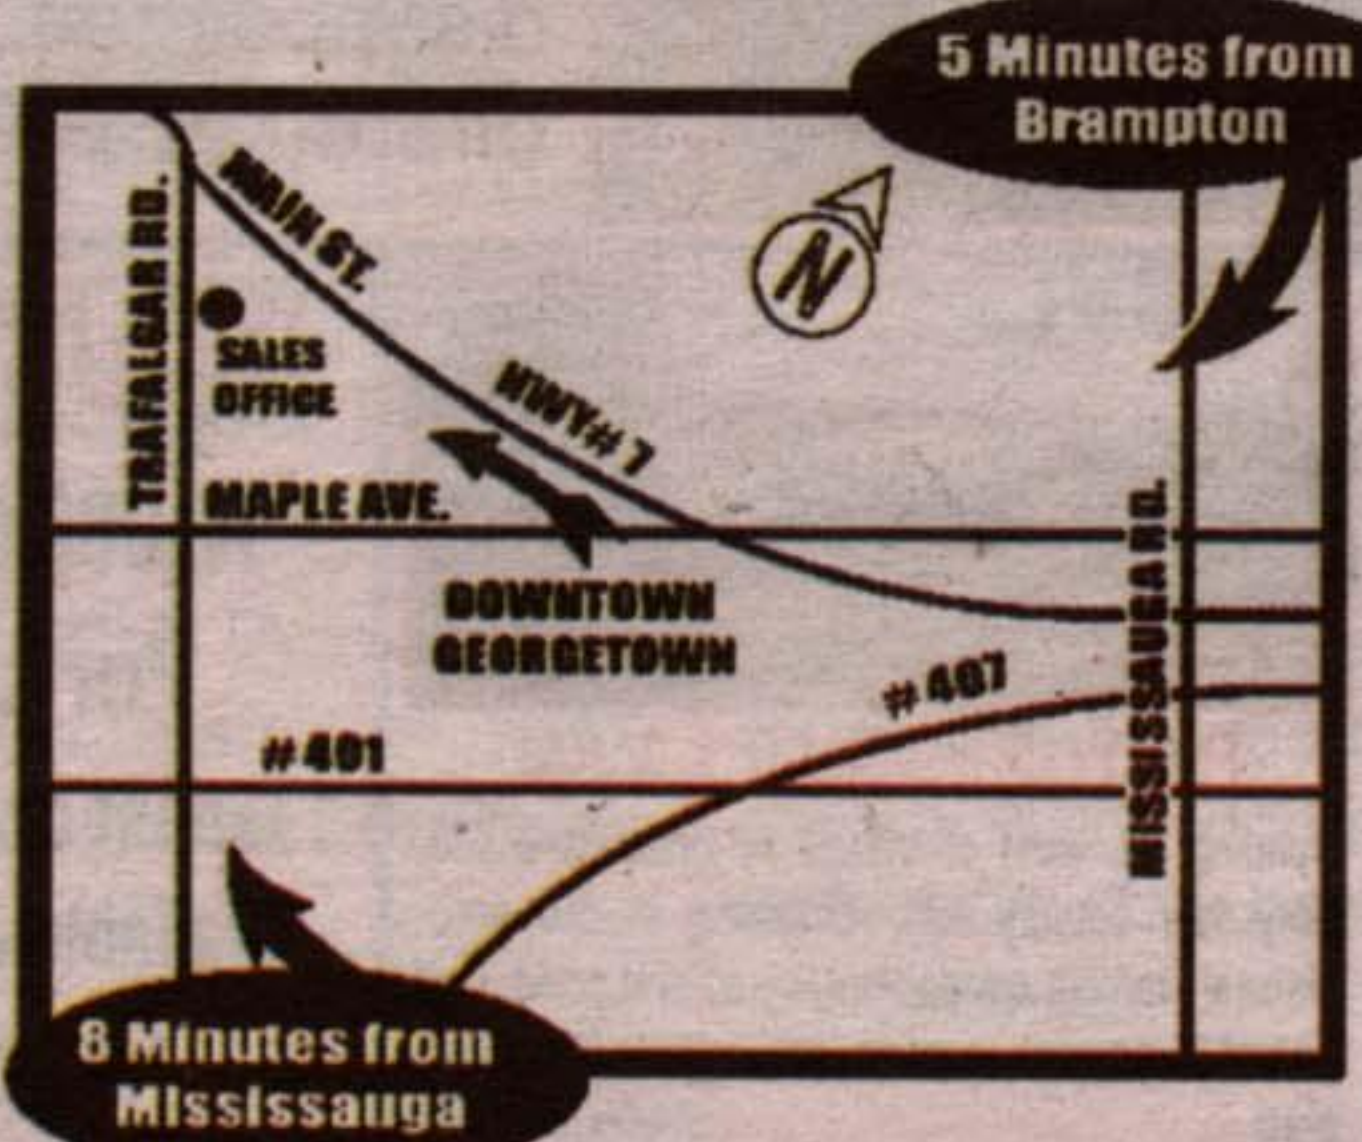 5 Minutes from
Brampton
MAIN ST.
TRAFALGAR RD.
N
SALES
OFFICE
HWY# 7
MAPLE AVE.
DOWNTOWN
GEORGETOWN
MISSISSAUGA RD.
# 407
# 401
8 Minutes from
Mississauga